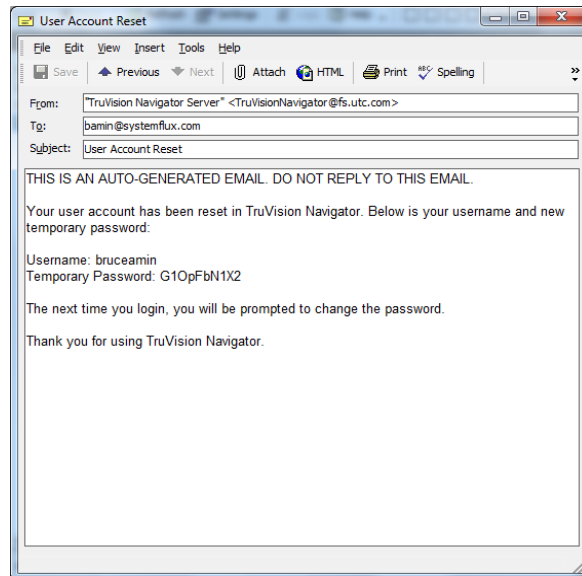 User Account Reset
File Edit View Insert Tools Help
Save Previous Next Attach HTML Print ABC Spelling »
From: "TruVision Navigator Server" <TruVisionNavigator@fs.utc.com>
To: bamin@systemflux.com
Subject: User Account Reset
THIS IS AN AUTO-GENERATED EMAIL. DO NOT REPLY TO THIS EMAIL.
Your user account has been reset in TruVision Navigator. Below is your username and new
temporary password:
Username: bruceamin
Temporary Password: G1OpFbN1X2
The next time you login, you will be prompted to change the password.
Thank you for using TruVision Navigator.